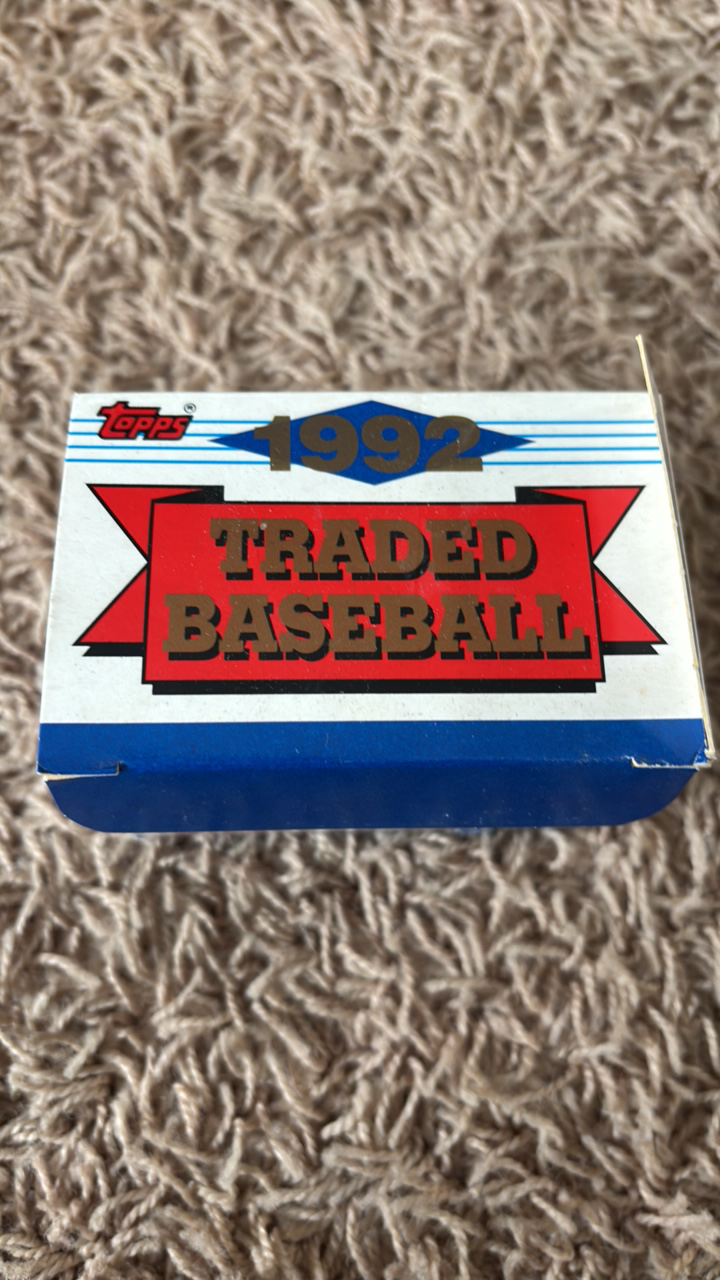 Topps®
1992
TRADED
BASEBALL